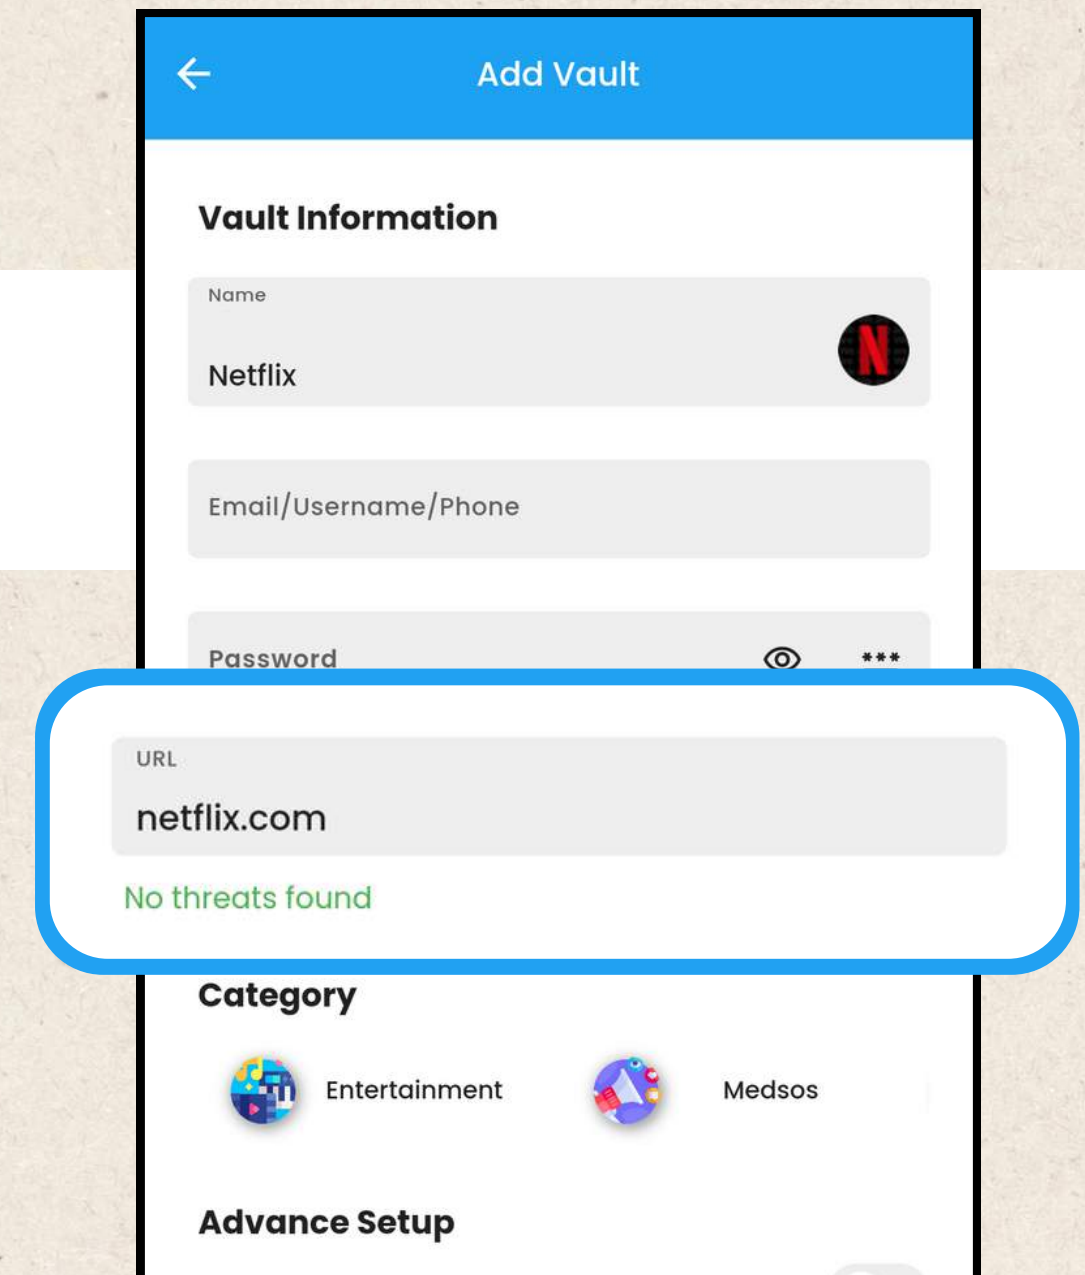 Add Vault
Vault Information
Name
Netflix
N
Email/Username/Phone
Password
***
URL
netflix.com
No threats found
Category
Entertainment
Medsos
Advance Setup